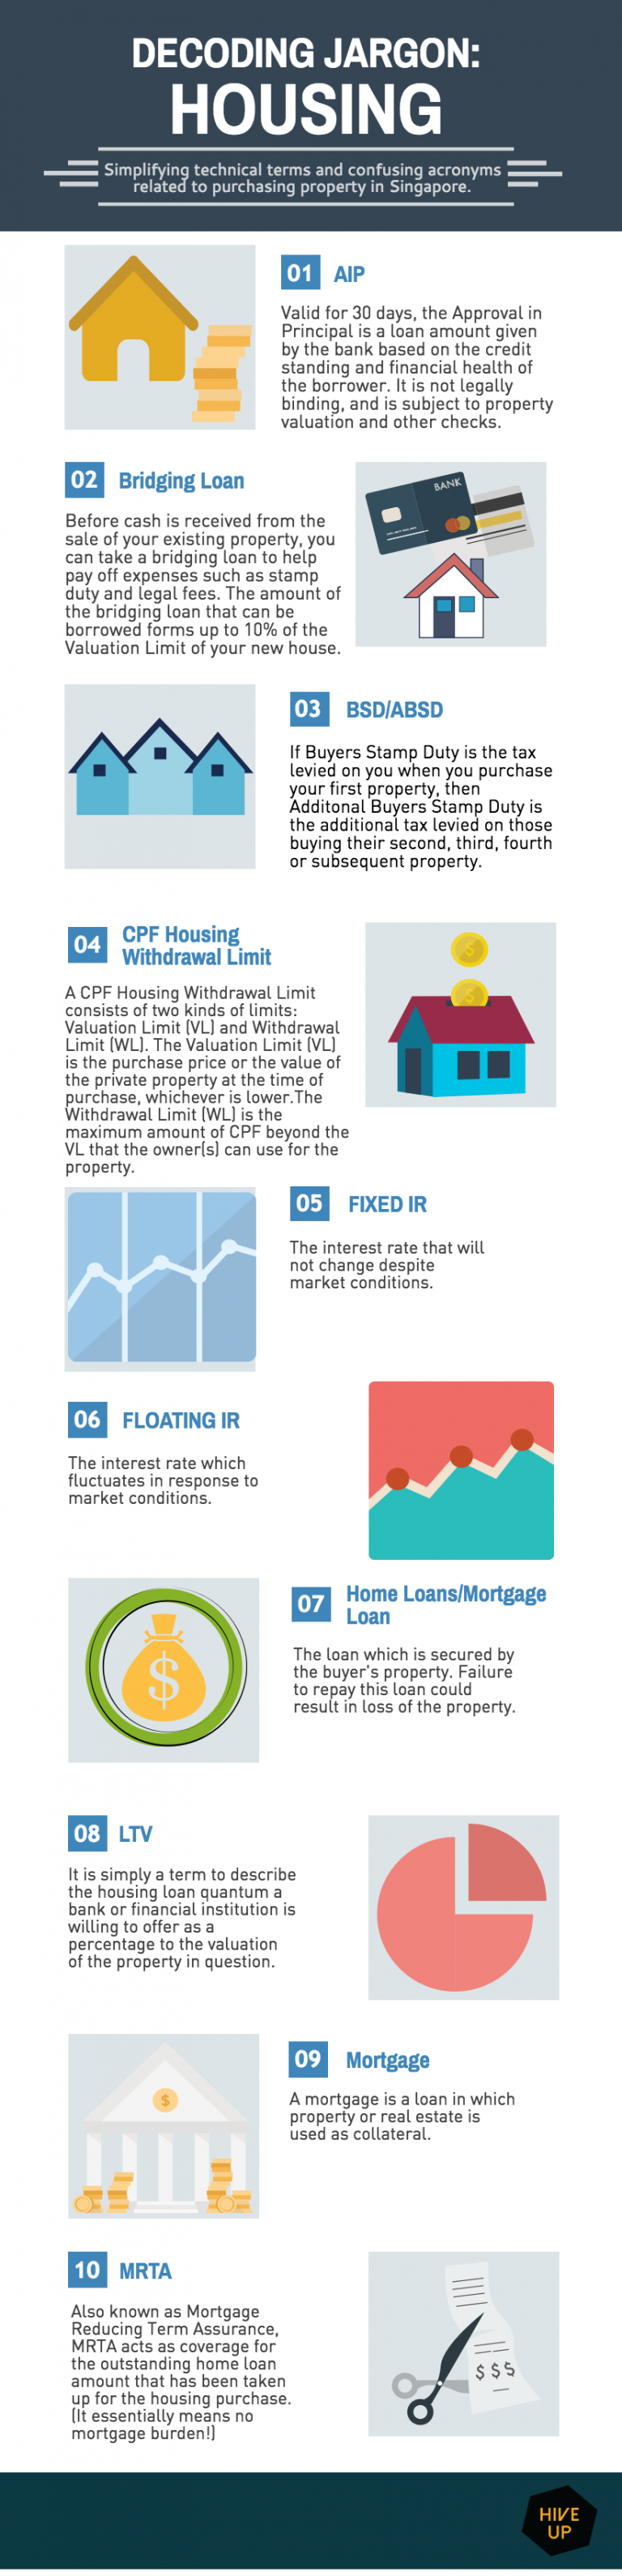 DECODING JARGON:
HOUSING
Simplifying technical terms and confusing acronyms
related to purchasing property in Singapore.
01 AIP
Valid for 30 days, the Approval in
Principal is a loan amount given
by the bank based on the credit
standing and financial health of
the borrower. It is not legally
binding, and is subject to property
valuation and other checks.
02 Bridging Loan
Before cash is received from the
sale of your existing property, you
can take a bridging loan to help
pay off expenses such as stamp
duty and legal fees. The amount of
the bridging loan that can be
borrowed forms up to 10% of the
Valuation Limit of your new house.
BANK
03 BSD/ABSD
If Buyers Stamp Duty is the tax
levied on you when you purchase
your first property, then
Additonal Buyers Stamp Duty is
the additional tax levied on those
buying their second, third, fourth
or subsequent property.
04 CPF Housing
Withdrawal Limit
A CPF Housing Withdrawal Limit
consists of two kinds of limits:
Valuation Limit (VL) and Withdrawal
Limit (WL). The Valuation Limit (VL)
is the purchase price or the value of
the private property at the time of
purchase, whichever is lower.The
Withdrawal Limit (WL) is the
maximum amount of CPF beyond the
VL that the owner(s) can use for the
property.
$
$
05 FIXED IR
The interest rate that will
not change despite
market conditions.
06 FLOATING IR
The interest rate which
fluctuates in response to
market conditions.
$
07 Home Loans/Mortgage
Loan
The loan which is secured by
the buyer's property. Failure
to repay this loan could
result in loss of the property.
08 LTV
It is simply a term to describe
the housing loan quantum a
bank or financial institution is
willing to offer as a
percentage to the valuation
of the property in question.
$
09 Mortgage
A mortgage is a loan in which
property or real estate is
used as collateral.
10 MRTA
Also known as Mortgage
Reducing Term Assurance,
MRTA acts as coverage for
the outstanding home loan
amount that has been taken
up for the housing purchase.
(It essentially means no
mortgage burden!)
$$$
HIVE
UP